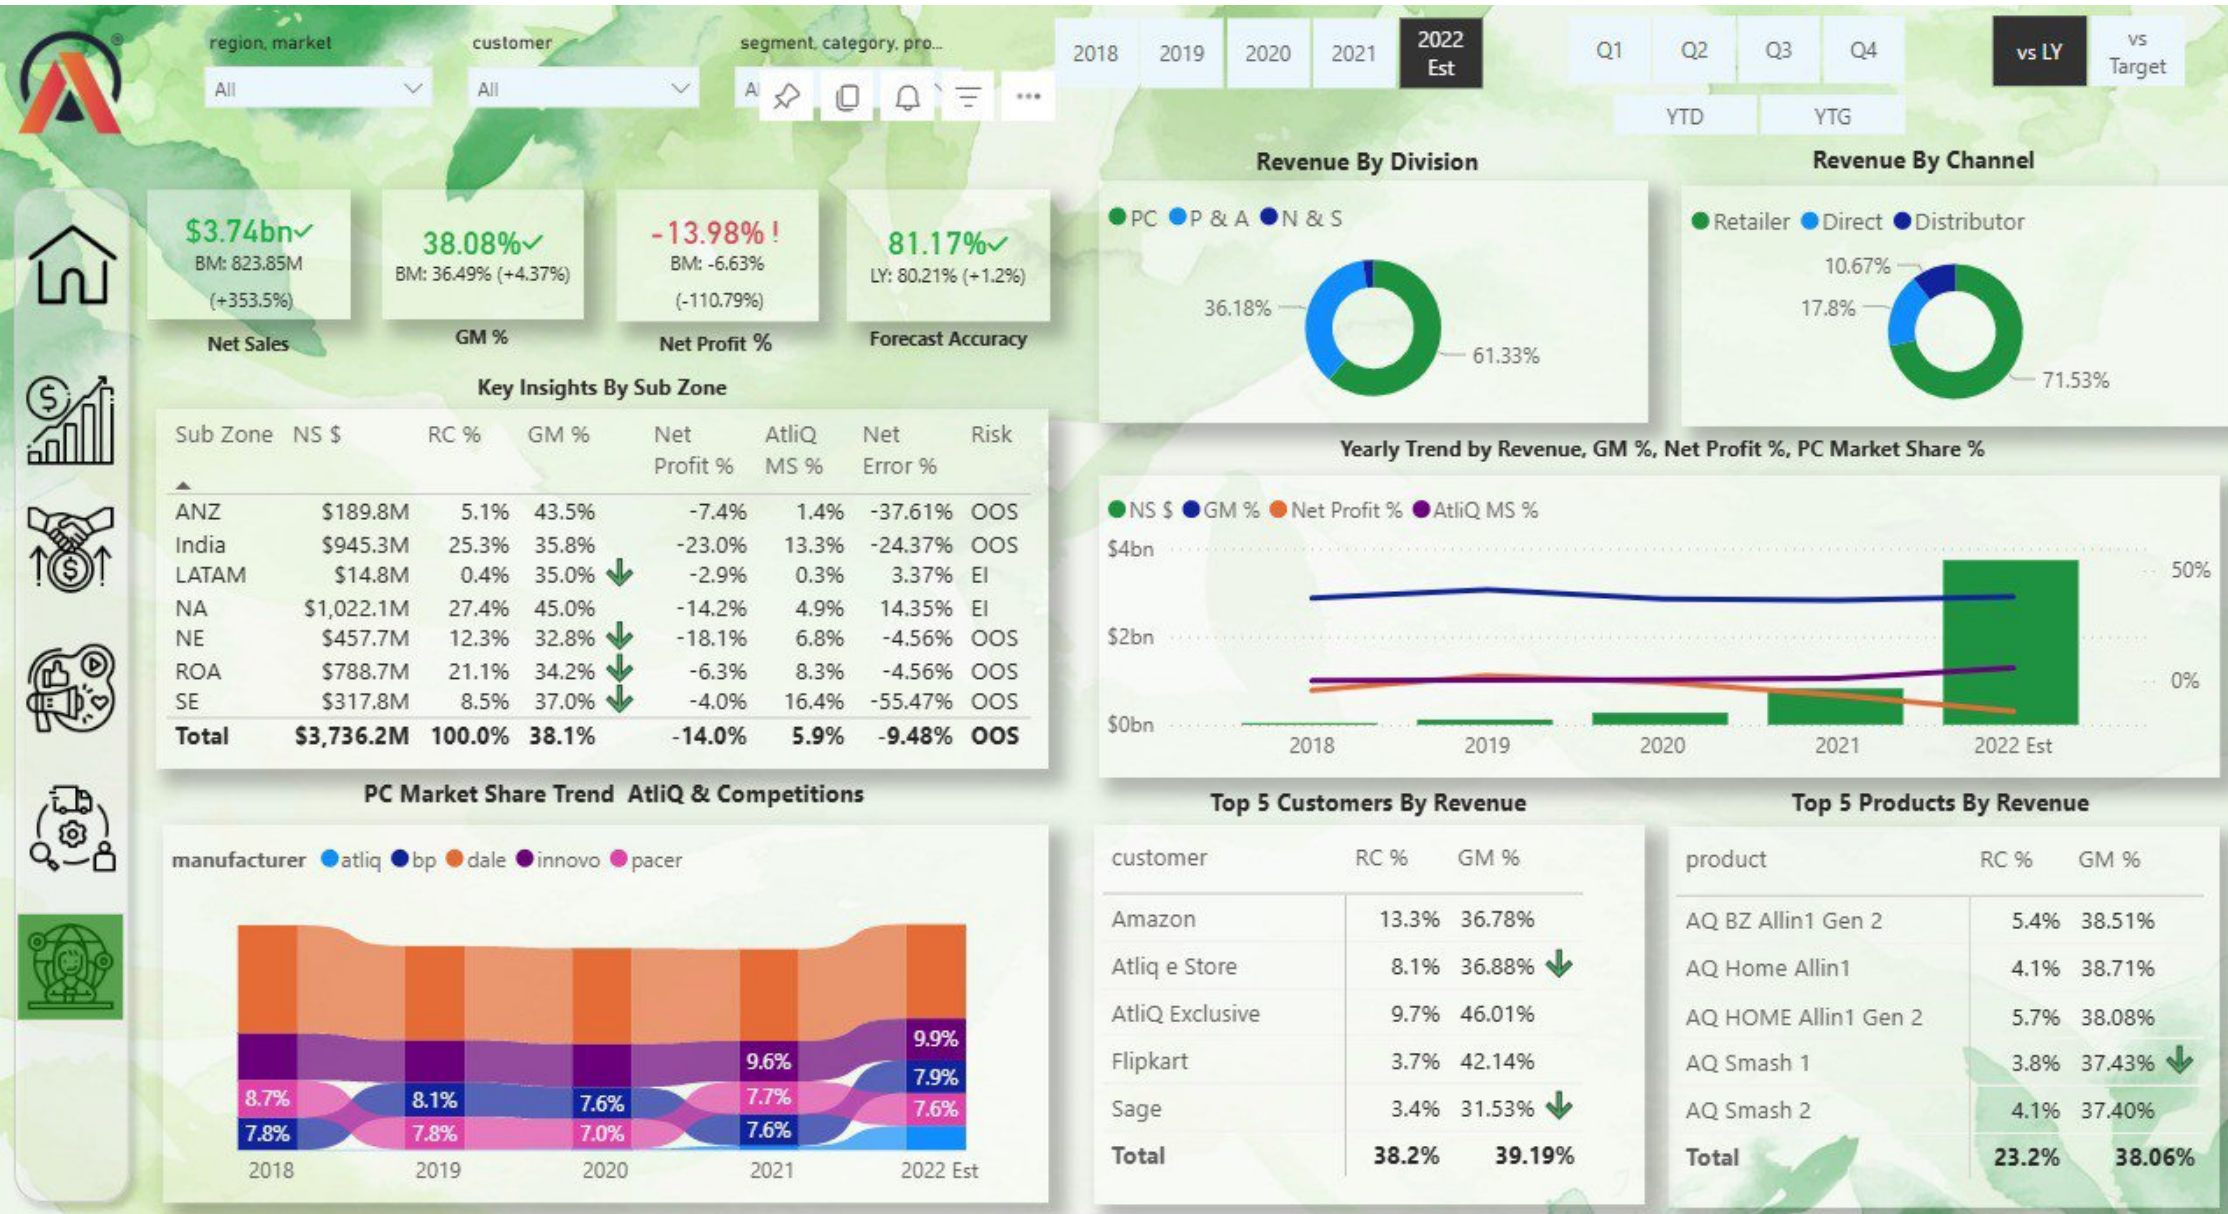 region, market
customer
segment, category, pro...
All
All
2018
2019
2020
2021
2022 Est
Q1
Q2
Q3
Q4
YTD
YTG
vs LY
vs Target
$3.74bn
BM: 823.85M
(+353.5%)
Net Sales
38.08%
BM: 36.49% (+4.37%)
GM %
-13.98% !
BM: -6.63%
(-110.79%)
Net Profit %
81.17%
LY: 80.21% (+1.2%)
Forecast Accuracy
Revenue By Division
PC P & A N & S
36.18%
61.33%
Revenue By Channel
Retailer Direct Distributor
10.67%
17.8%
71.53%
Key Insights By Sub Zone
Sub Zone NS $ RC % GM % Net Profit % AtliQ MS % Net Error % Risk
ANZ $189.8M 5.1% 43.5% -7.4% 1.4% -37.61% OOS
India $945.3M 25.3% 35.8% -23.0% 13.3% -24.37% OOS
LATAM $14.8M 0.4% 35.0% -2.9% 0.3% 3.37% EI
NA $1,022.1M 27.4% 45.0% -14.2% 4.9% 14.35% EI
NE $457.7M 12.3% 32.8% -18.1% 6.8% -4.56% OOS
ROA $788.7M 21.1% 34.2% -6.3% 8.3% -4.56% OOS
SE $317.8M 8.5% 37.0% -4.0% 16.4% -55.47% OOS
Total $3,736.2M 100.0% 38.1% -14.0% 5.9% -9.48% OOS
Yearly Trend by Revenue, GM %, Net Profit %, PC Market Share %
NS $ GM % Net Profit % AtliQ MS %
$4bn
50%
$2bn
0%
$0bn
2018 2019 2020 2021 2022 Est
PC Market Share Trend AtliQ & Competitions
manufacturer atliq bp dale innovo pacer
8.7%
7.8%
8.1%
7.8%
7.6%
7.0%
9.6%
7.7%
7.6%
9.9%
7.9%
7.6%
2018 2019 2020 2021 2022 Est
Top 5 Customers By Revenue
customer RC % GM %
Amazon 13.3% 36.78%
Atliq e Store 8.1% 36.88%
AtliQ Exclusive 9.7% 46.01%
Flipkart 3.7% 42.14%
Sage 3.4% 31.53%
Total 38.2% 39.19%
Top 5 Products By Revenue
product RC % GM %
AQ BZ Allin1 Gen 2 5.4% 38.51%
AQ Home Allin1 4.1% 38.71%
AQ HOME Allin1 Gen 2 5.7% 38.08%
AQ Smash 1 3.8% 37.43%
AQ Smash 2 4.1% 37.40%
Total 23.2% 38.06%